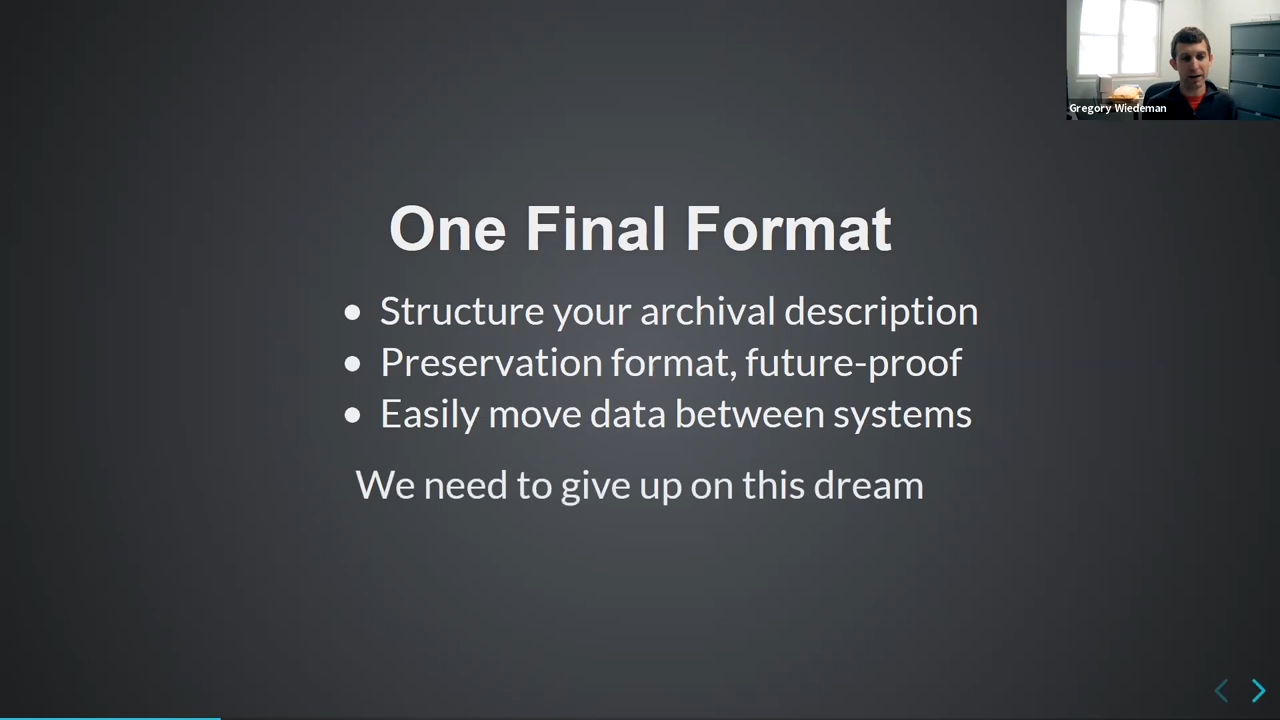 Gregory Wiedeman
One Final Format
• Structure your archival description
• Preservation format, future-proof
• Easily move data between systems
We need to give up on this dream